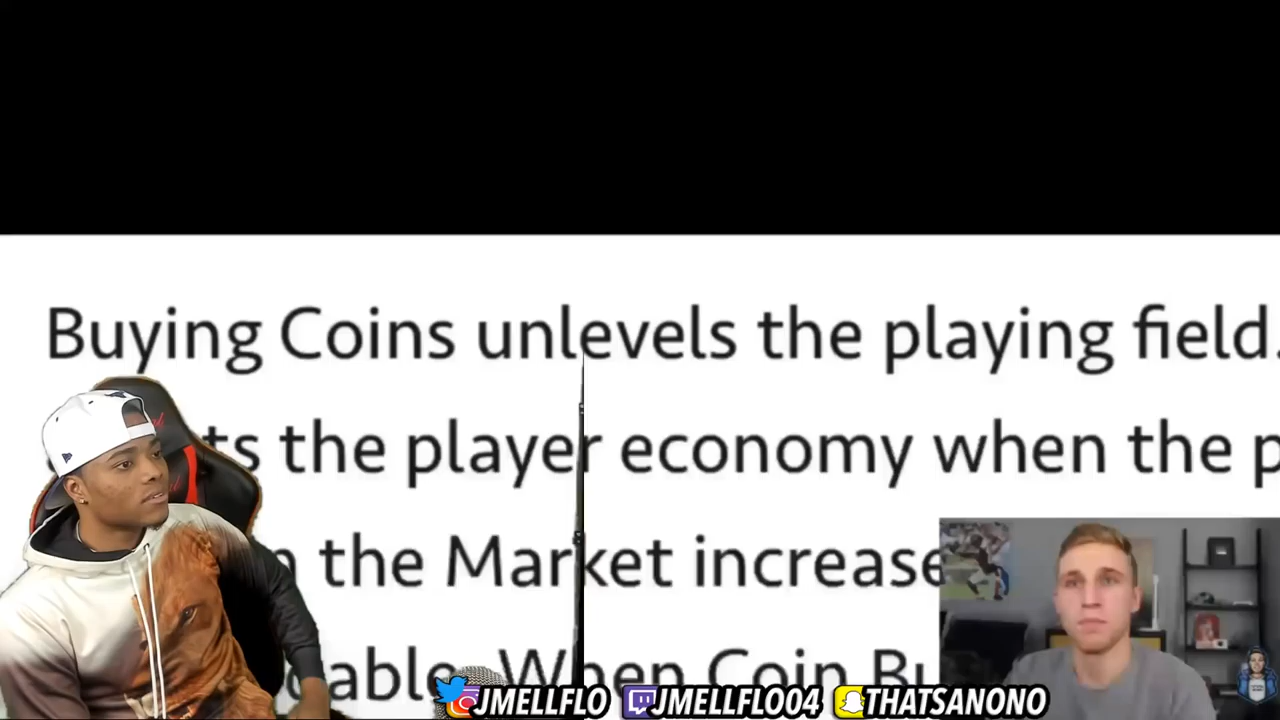 Buying Coins unlevels the playing field.
the player economy when the
the Market increase
When Coin
JMELLFLO JMELLFLO04 THATSANONO